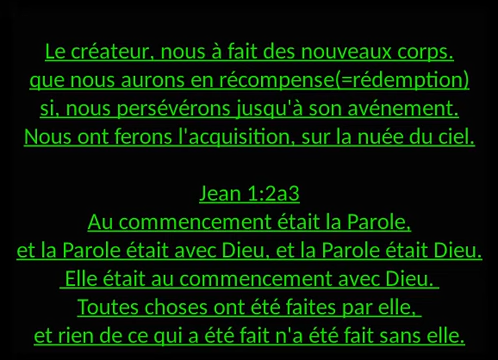 Le créateur, nous à fait des nouveaux corps.
que nous aurons en récompense(=rédemption)
si, nous persévérons jusqu'à son avénement.
Nous ont ferons l'acquisition, sur la nuée du ciel.
Jean 1:2a3
Au commencement était la Parole,
et la Parole était avec Dieu, et la Parole était Dieu.
Elle était au commencement avec Dieu.
Toutes choses ont été faites par elle,
et rien de ce qui a été fait n'a été fait sans elle.